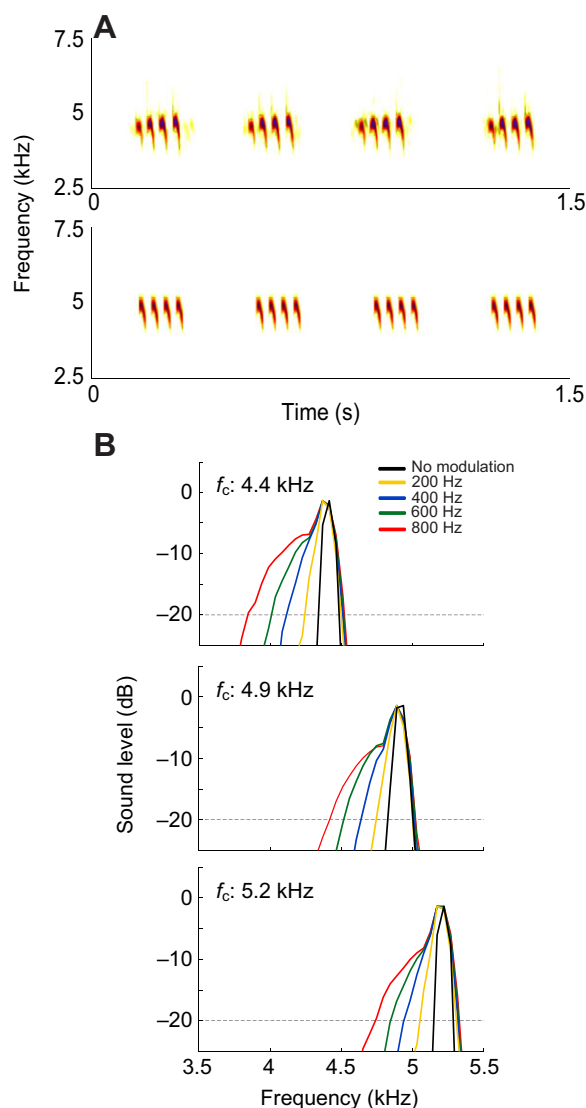 A
7.5
5
2.5
0
1.5
7.5
5
2.5
0
1.5
Frequency (kHz)
Time (s)
B
fc: 4.4 kHz
No modulation
200 Hz
400 Hz
600 Hz
800 Hz
0
–10
–20
fc: 4.9 kHz
0
–10
–20
fc: 5.2 kHz
0
–10
–20
Sound level (dB)
3.5
4
4.5
5
5.5
Frequency (kHz)